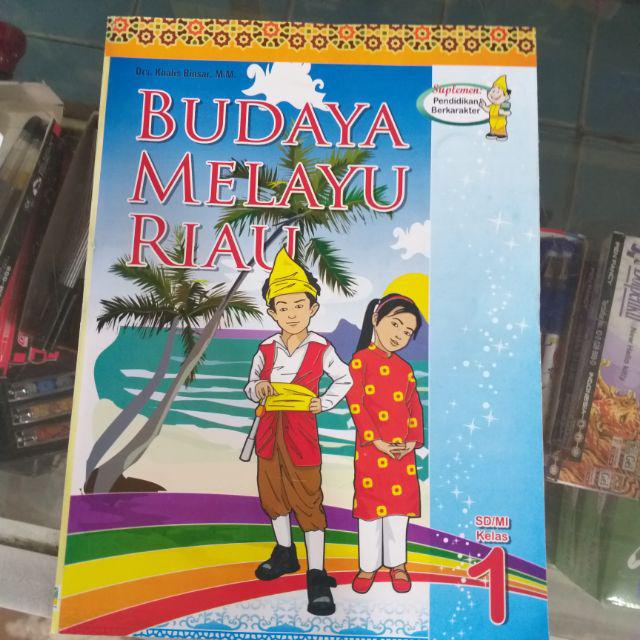 Drs. Khalis Binsar, M.M.
Suplemen:
Pendidikan
Berkarakter
BUDAYA
MELAYU
RIAU
SD/MI
Kelas
1